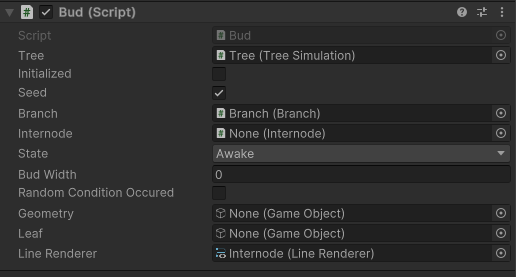 Bud (Script)
Script Bud
Tree Tree (Tree Simulation)
Initialized
Seed
Branch Branch (Branch)
Internode None (Internode)
State Awake
Bud Width 0
Random Condition Occured
Geometry None (Game Object)
Leaf None (Game Object)
Line Renderer Internode (Line Renderer)